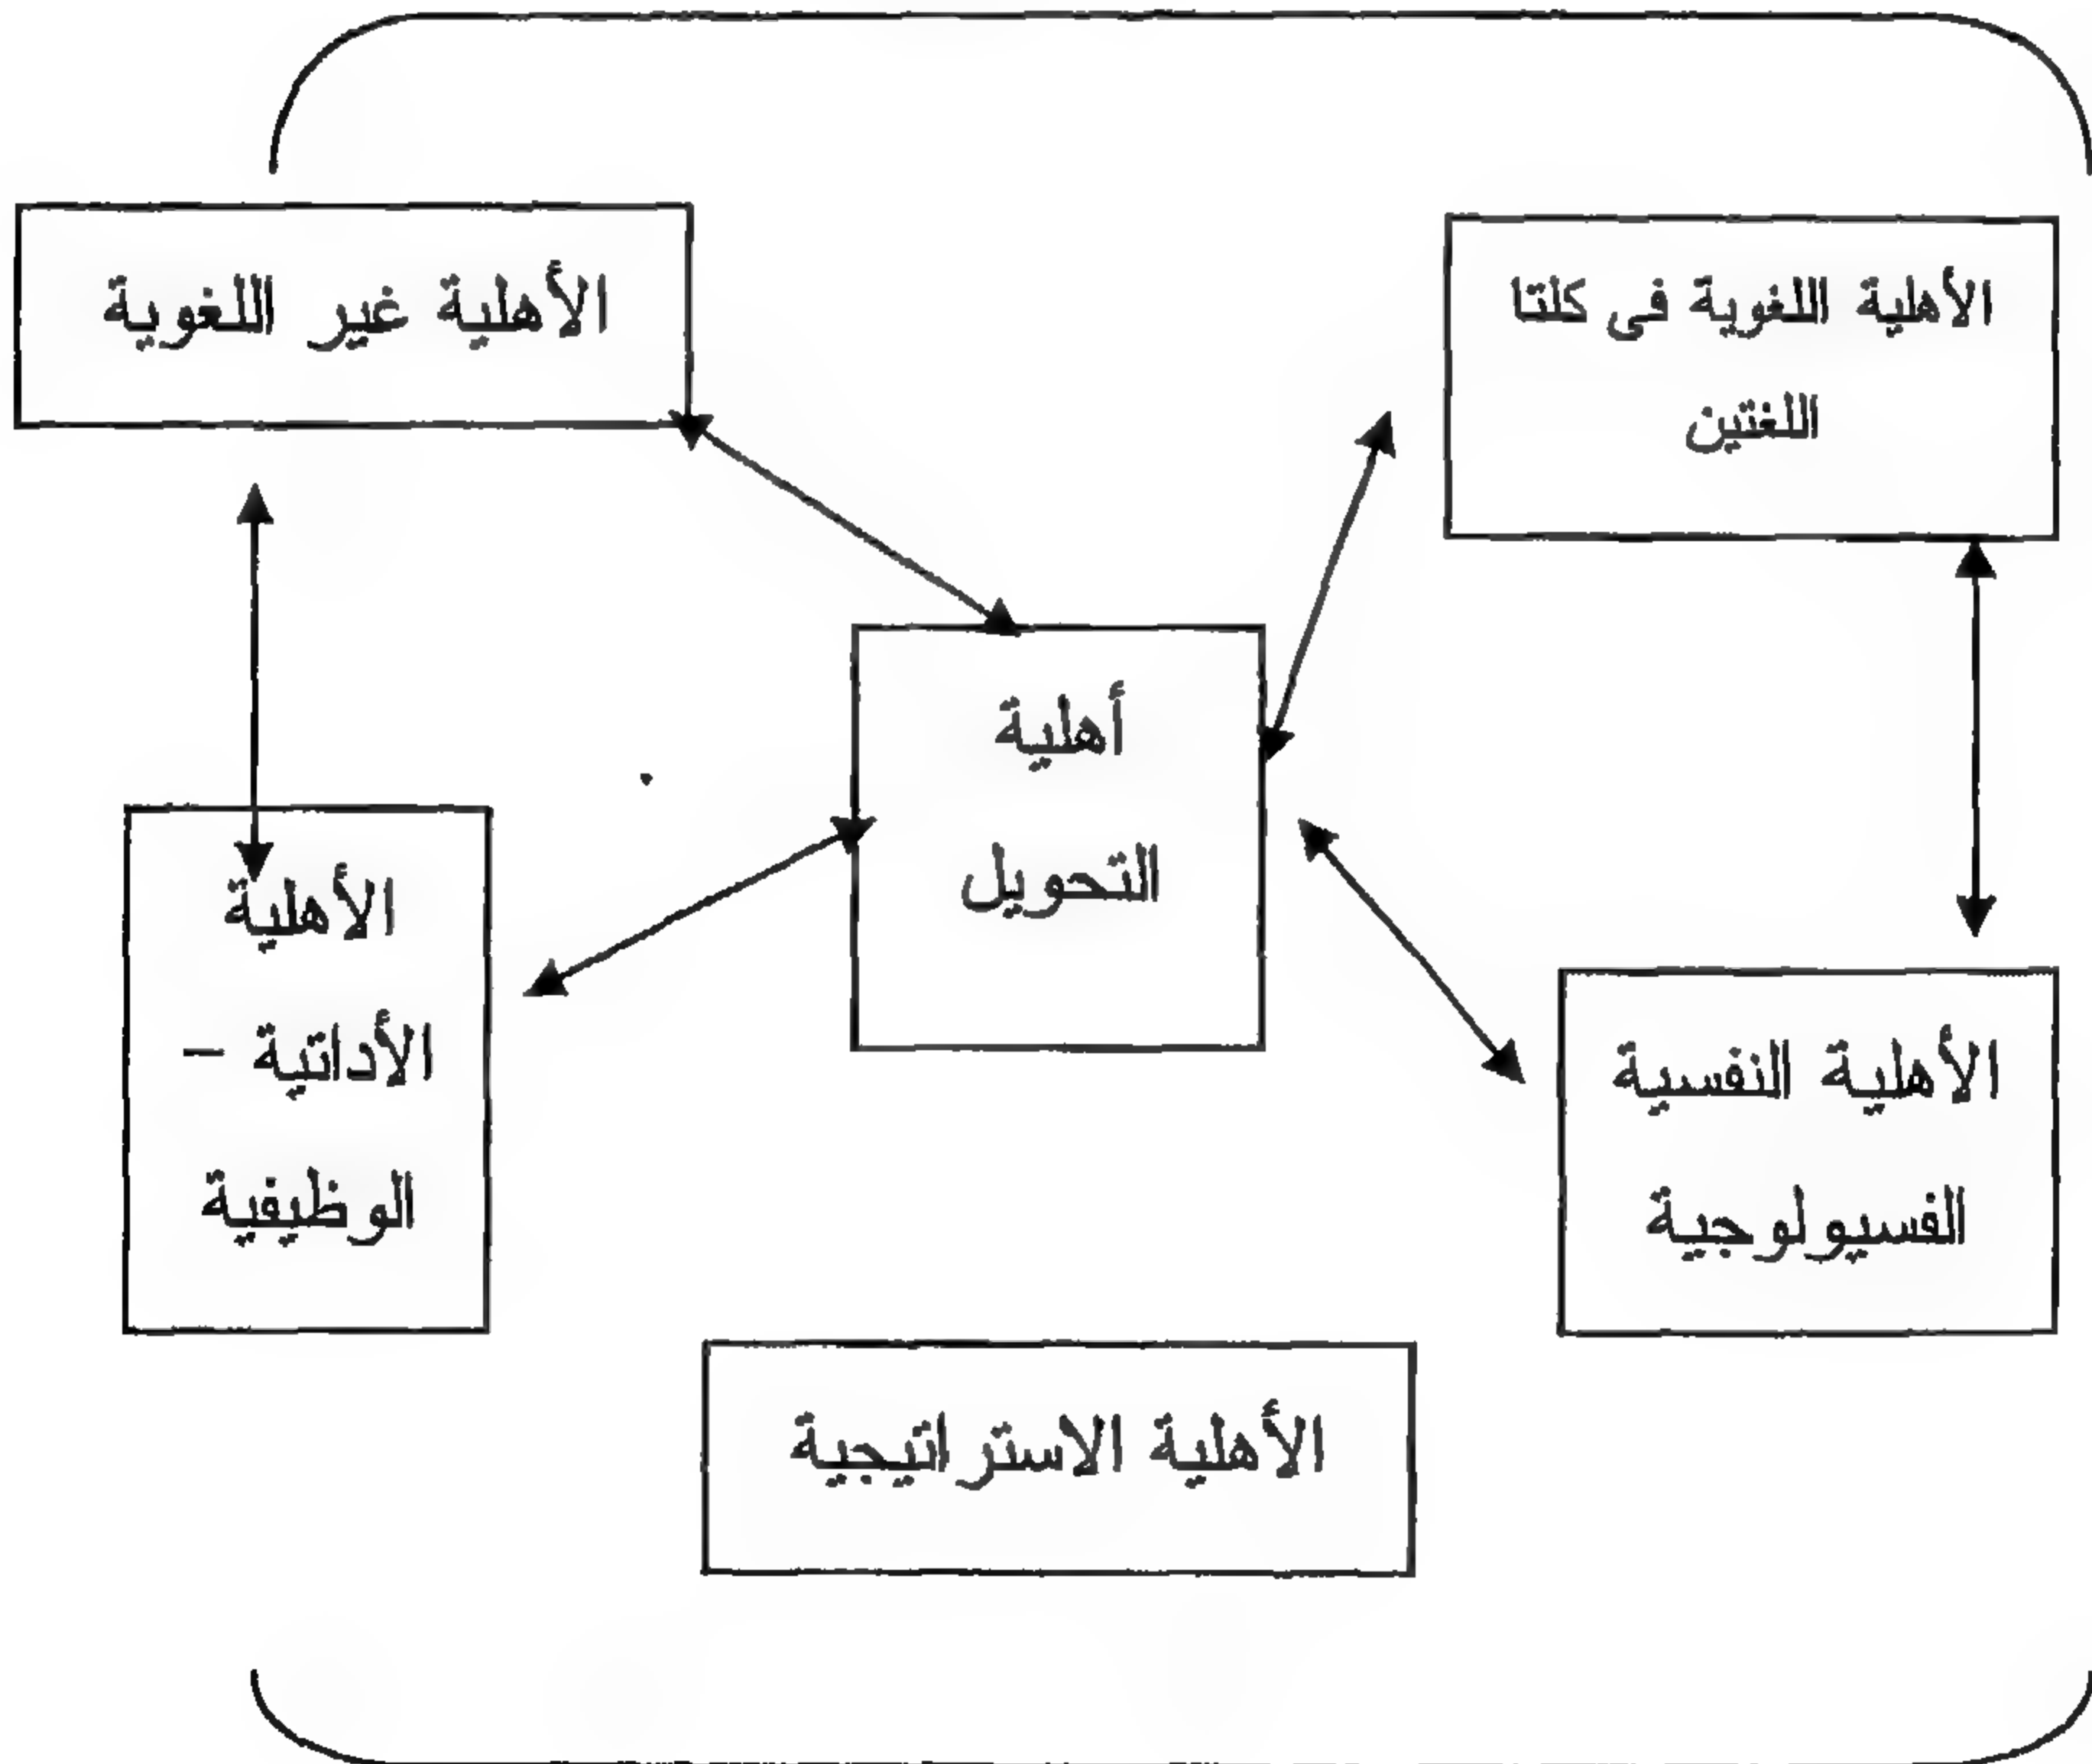 الأهلية اللغوية فى كلتا
اللغتين
الأهلية غير اللغوية
أهلية
التحويل
الأهلية النفسية
الفسيولوجية
الأهلية
الأداتية –
الوظيفية
الأهلية الاستراتيجية